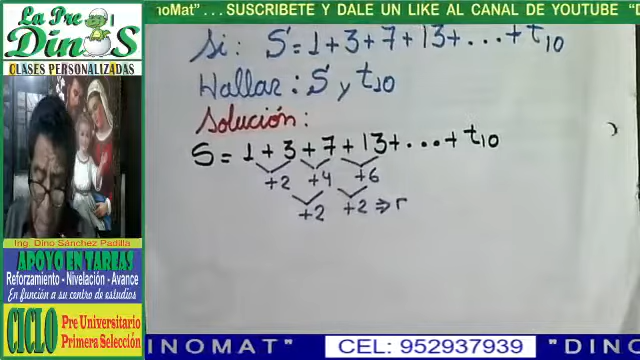 iNoMaT"...SUSCRIBETE Y DALE UN LIKE AL CANAL DE YOUTUBE "D
La Pre
DinoS
CLASES PERSONALIZADAS
Si: S = 1 + 3 + 7 + 13 + ... + t10
Hallar: S y t10
Solución:
S = 1 + 3 + 7 + 13 + ... + t10
+2 +4 +6
+2 +2 ⇒ r
Ing. Dino Sánchez Padilla
APOYO EN TAREAS
Reforzamiento - Nivelación - Avance
En función a su centro de estudios
CICLO Pre Universitario
Primera Selección
INOMAT" CEL: 952937939 "DINO